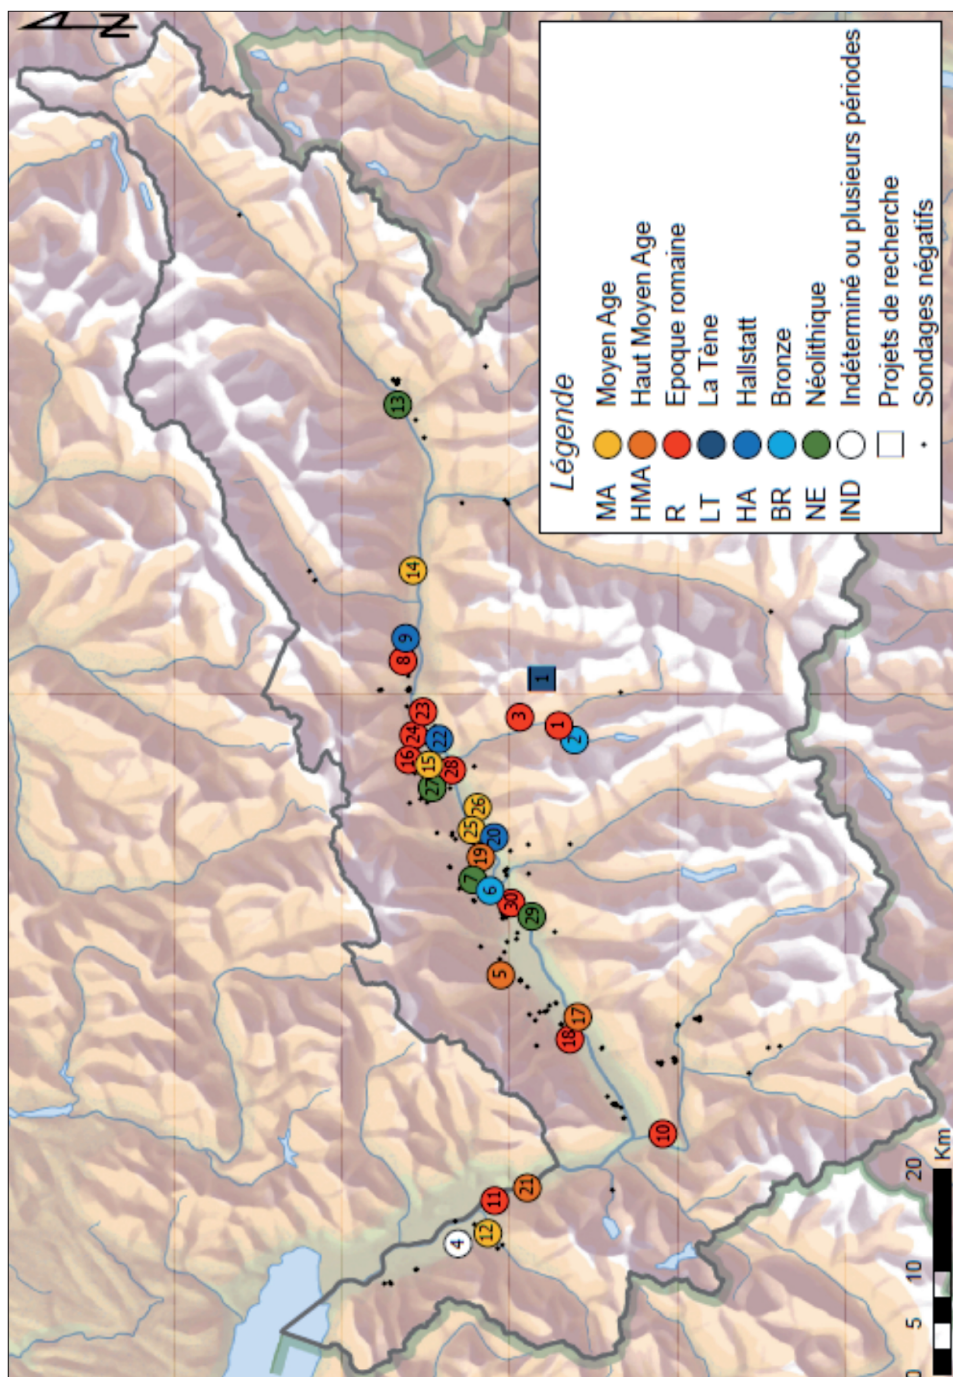 N
Légende
MA Moyen Age
HMA Haut Moyen Age
R Epoque romaine
LT La Tène
HA Hallstatt
BR Bronze
NE Néolithique
IND Indéterminé ou plusieurs périodes
Projets de recherche
Sondages négatifs
13
14
9
8
23
24
22
16
15
28
27
26
25
20
19
7
6
30
29
5
17
18
10
21
11
12
4
3
1
2
1
0 5 10 20
Km